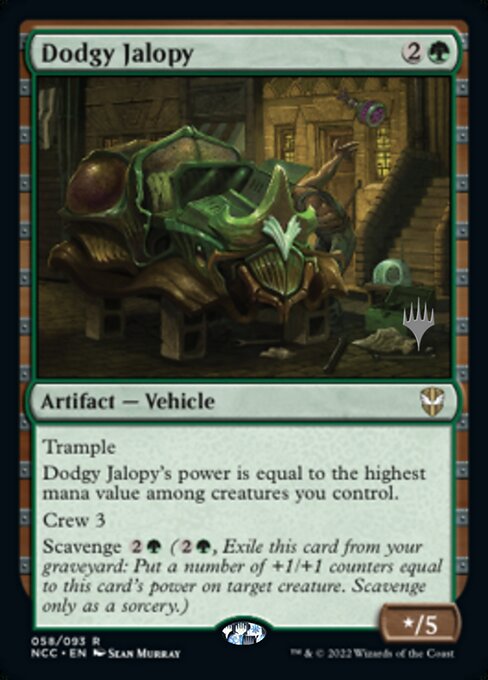 Dodgy Jalopy 2
Artifact — Vehicle
Trample
Dodgy Jalopy's power is equal to the highest
mana value among creatures you control.
Crew 3
Scavenge 2 ( 2 , Exile this card from your
graveyard: Put a number of +1/+1 counters equal
to this card's power on target creature. Scavenge
only as a sorcery.)
*/5
058/093 R
NCC • EN Sean Murray
™ & © 2022 Wizards of the Coast